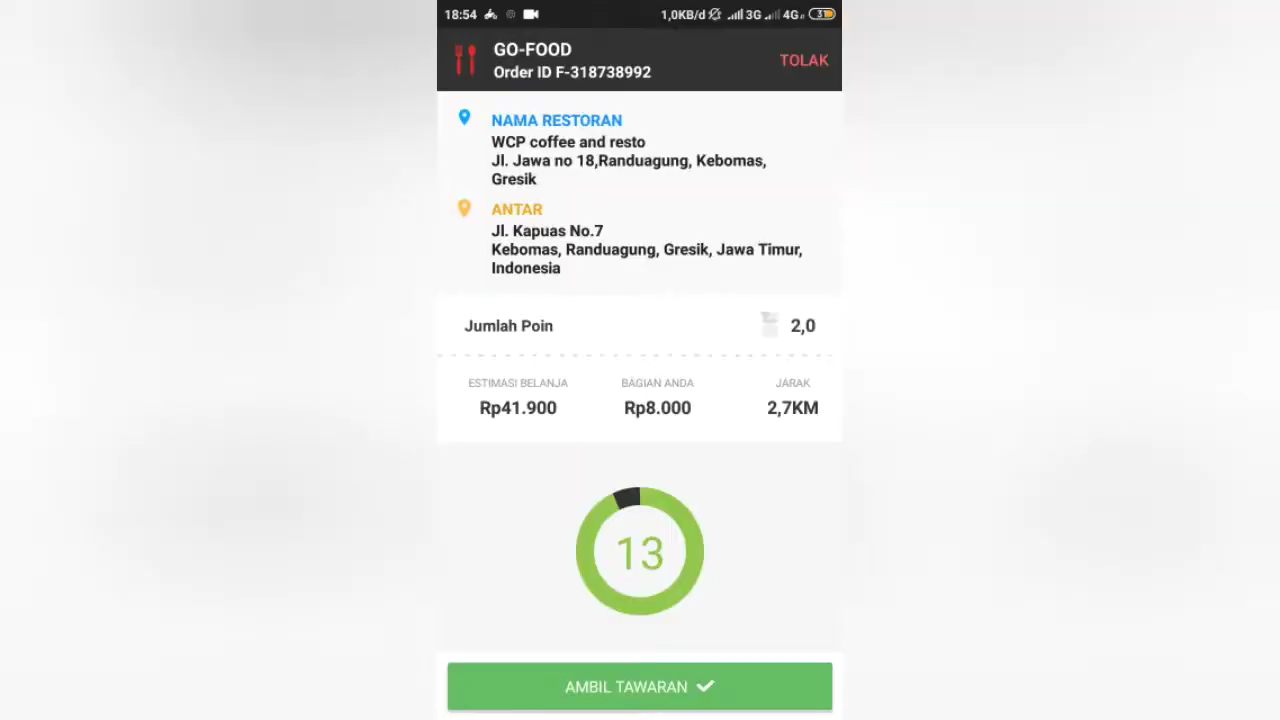 18:54 1,0KB/d 3G 4G 31
GO-FOOD
Order ID F-318738992
TOLAK
NAMA RESTORAN
WCP coffee and resto
Jl. Jawa no 18,Randuagung, Kebomas,
Gresik
ANTAR
Jl. Kapuas No.7
Kebomas, Randuagung, Gresik, Jawa Timur,
Indonesia
Jumlah Poin 2,0
ESTIMASI BELANJA BAGIAN ANDA JARAK
Rp41.900 Rp8.000 2,7KM
13
AMBIL TAWARAN